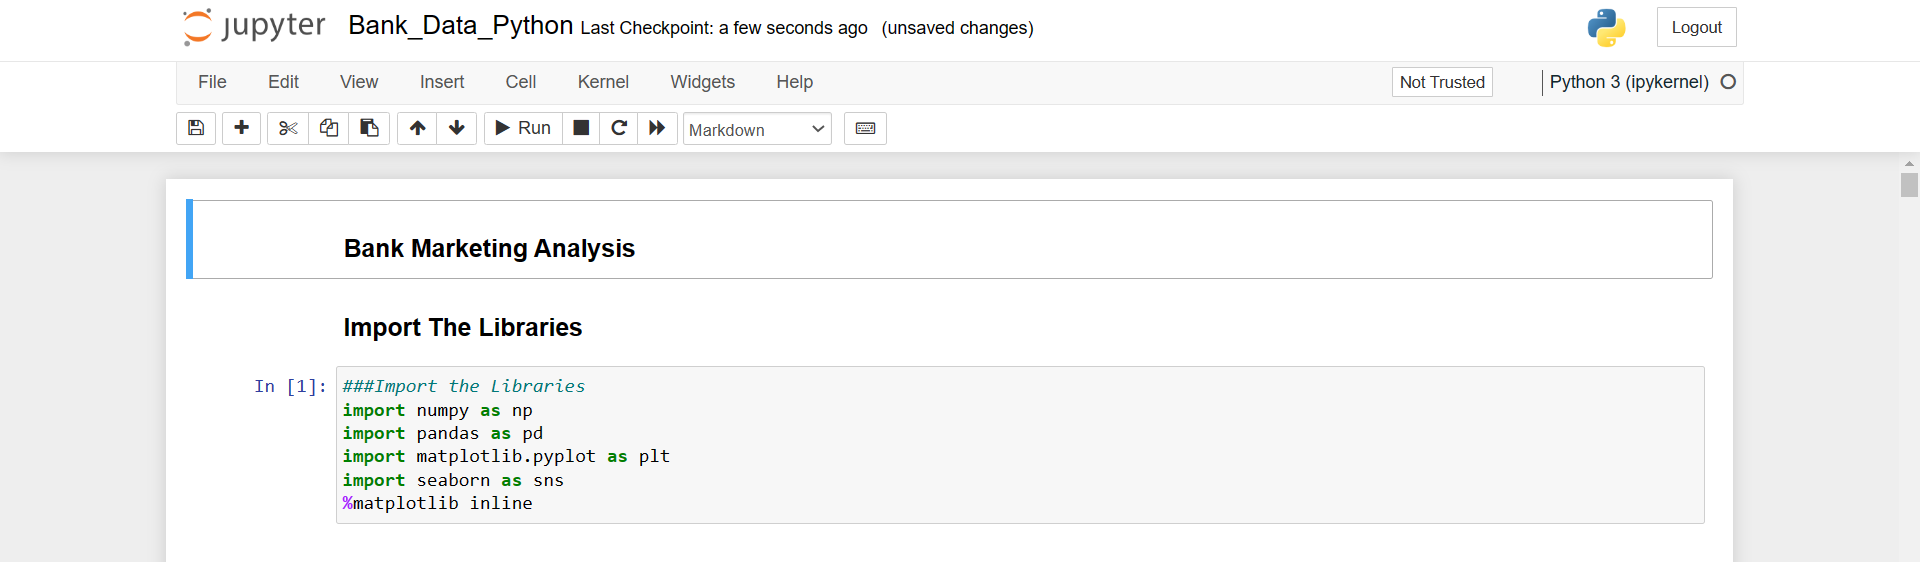 jupyter Bank_Data_Python Last Checkpoint: a few seconds ago (unsaved changes) Logout
File Edit View Insert Cell Kernel Widgets Help Not Trusted Python 3 (ipykernel)
Run Markdown
Bank Marketing Analysis
Import The Libraries
In [1]: ###Import the Libraries
import numpy as np
import pandas as pd
import matplotlib.pyplot as plt
import seaborn as sns
%matplotlib inline